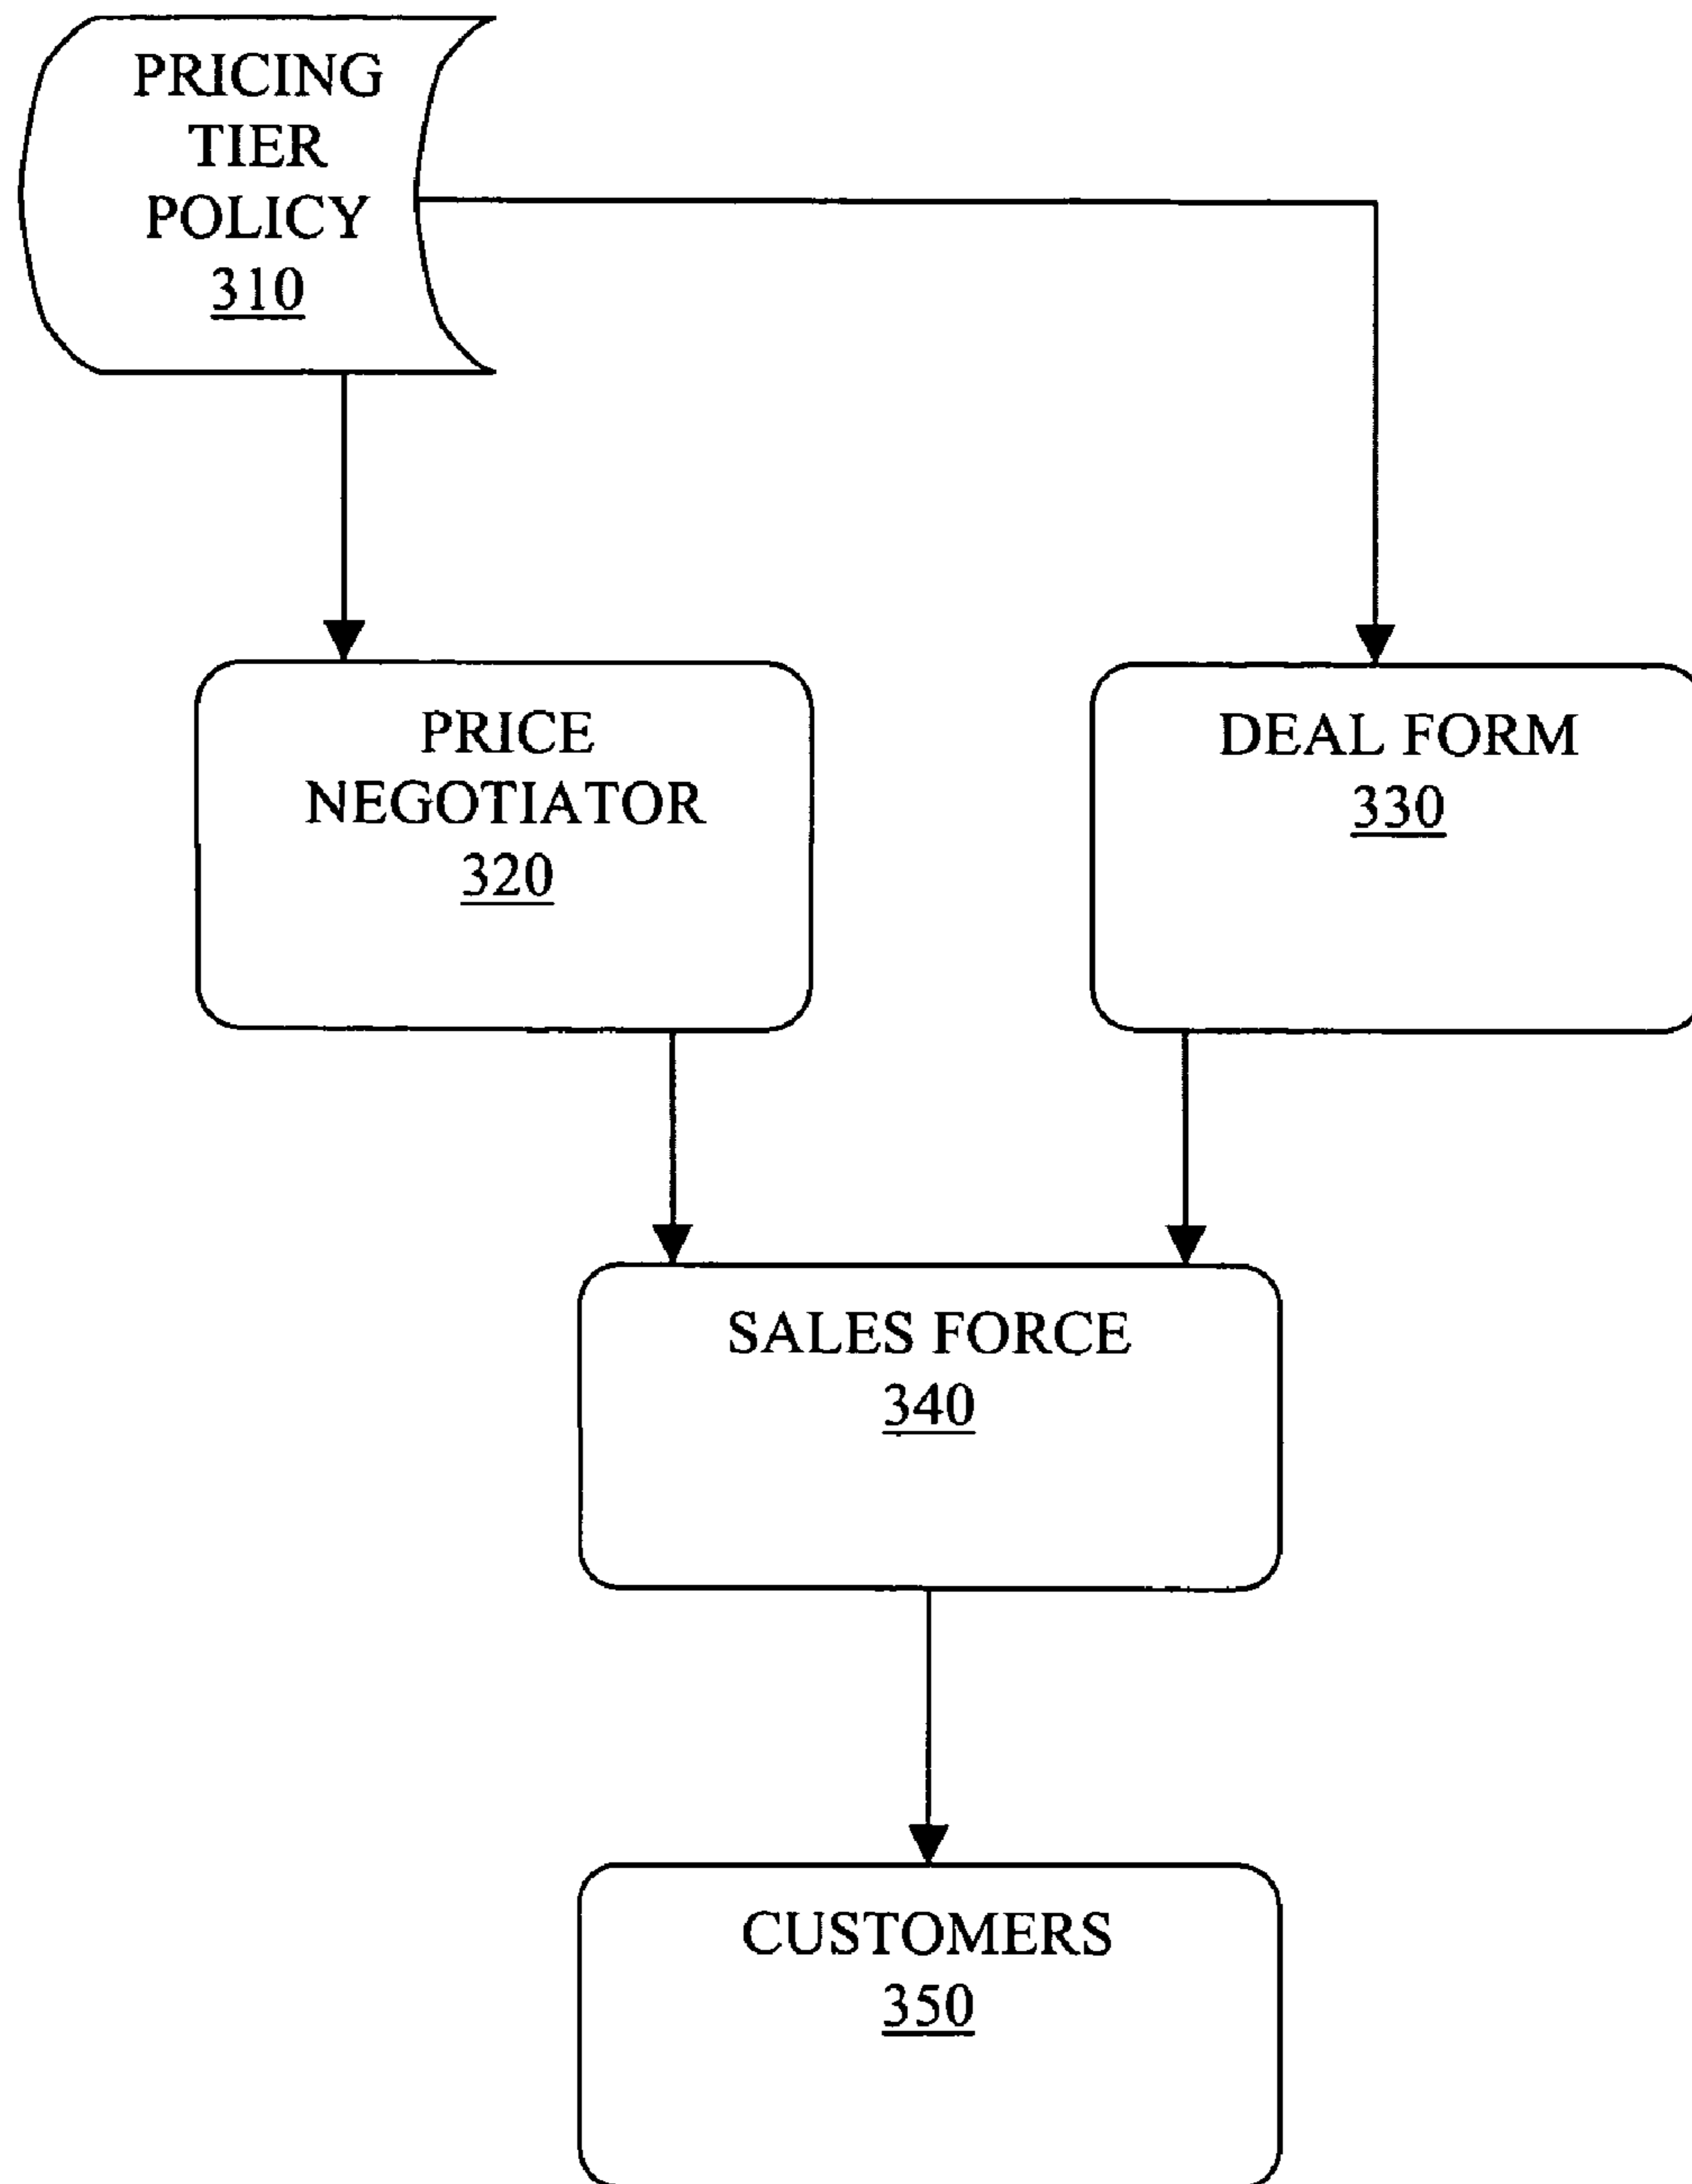 PRICING
TIER
POLICY
310
PRICE
NEGOTIATOR
320
DEAL FORM
330
SALES FORCE
340
CUSTOMERS
350